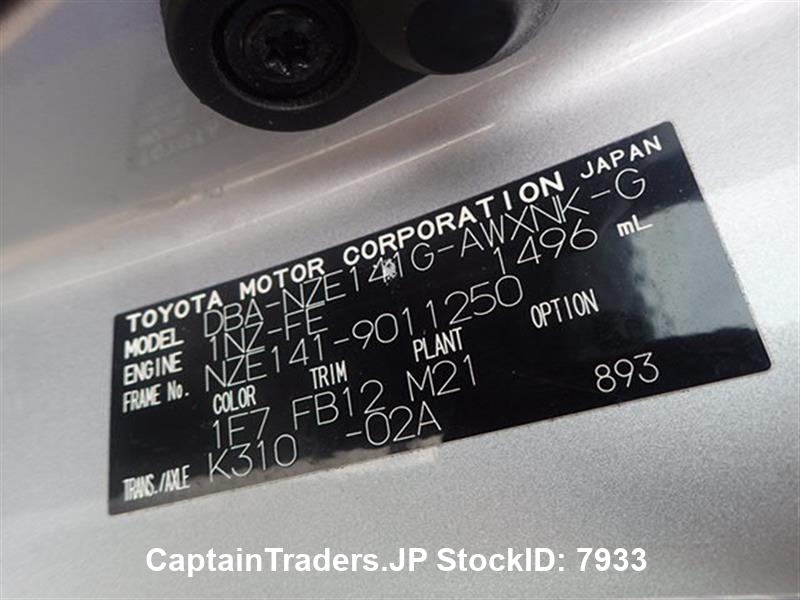 TOYOTA MOTOR CORPORATION JAPAN
MODEL DBA-NZE141G-AWXNK-G
ENGINE 1NZ-FE 1496 mL
FRAME No. NZE141-9011250
COLOR TRIM PLANT OPTION
1F7 FB12 M21 893
TRANS./AXLE K310 -02A
CaptainTraders.JP StockID: 7933